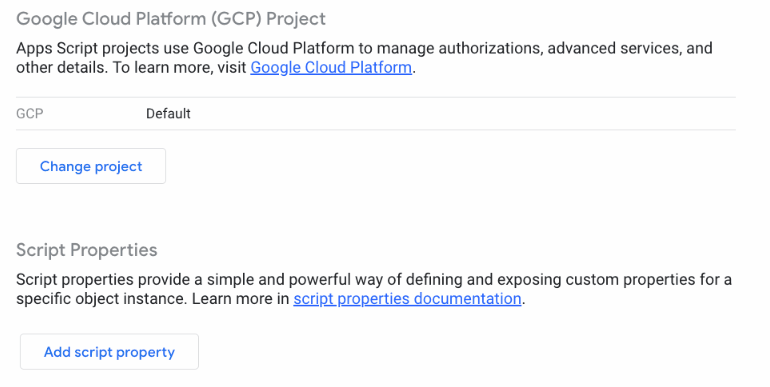 Google Cloud Platform (GCP) Project
Apps Script projects use Google Cloud Platform to manage authorizations, advanced services, and
other details. To learn more, visit Google Cloud Platform.
GCP Default
Change project
Script Properties
Script properties provide a simple and powerful way of defining and exposing custom properties for a
specific object instance. Learn more in script properties documentation.
Add script property